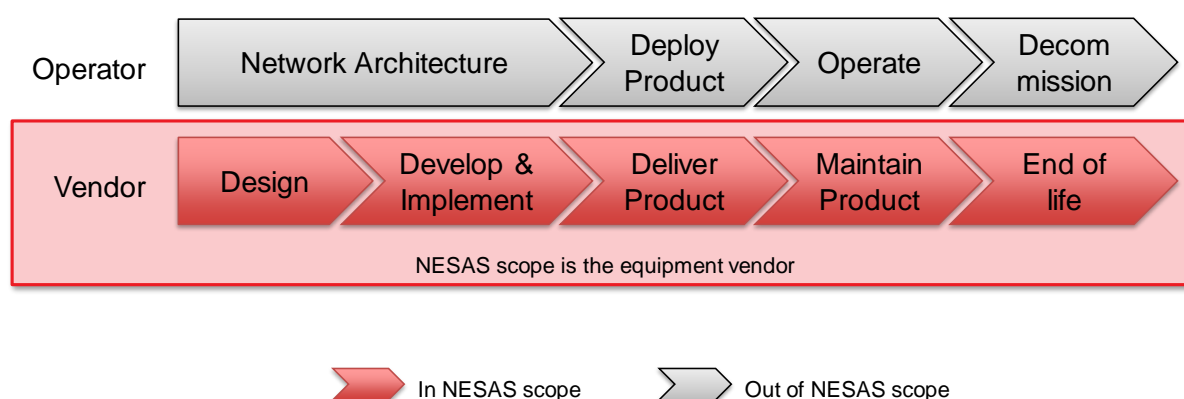 Operator
Network Architecture
Deploy
Product
Operate
Decom
mission
Vendor
Design
Develop &
Implement
Deliver
Product
Maintain
Product
End of
life
NESAS scope is the equipment vendor
In NESAS scope
Out of NESAS scope